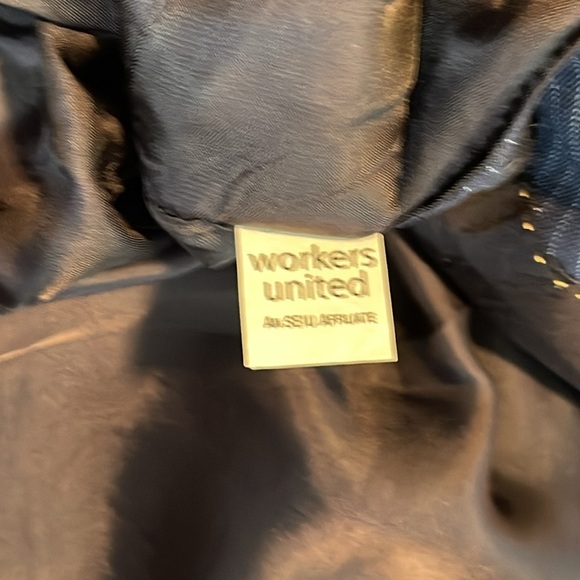 workers
united
AN SEIU AFFILIATE